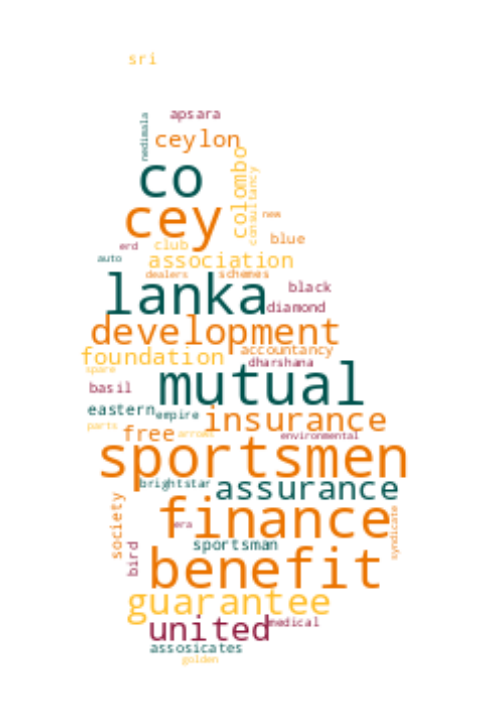 sri
nedimala
apsara
ceylon
co
colombo
consultancy
cey
new
erd
club
blue
auto
association
dealers
schemes
lanka
black
diamond
development
foundation
accountancy
spare
dharshana
mutual
basil
eastern
empire
insurance
parts
free
arrows
environmental
sportsmen
brightstar
assurance
society
finance
era
syndicate
sportsman
bird
benefit
guarantee
united
medical
assosicates
golden